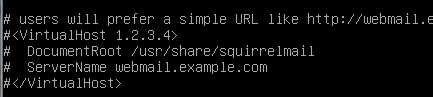 # users will prefer a simple URL like http://webmail.e
#<VirtualHost 1.2.3.4>
#  DocumentRoot /usr/share/squirrelmail
#  ServerName webmail.example.com
#</VirtualHost>